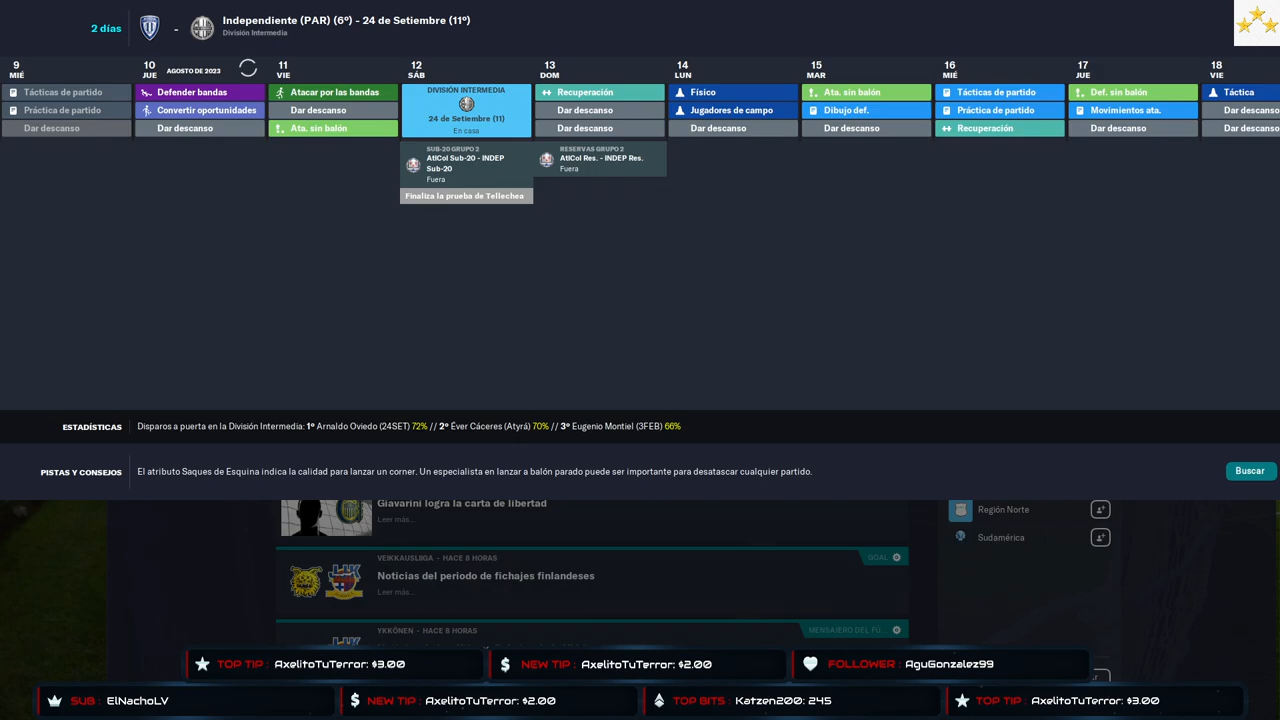 2 días
Independiente (PAR) (6º) - 24 de Setiembre (11º)
División Intermedia
9
MIÉ
10
JUE
AGOSTO DE 2023
11
VIE
12
SÁB
13
DOM
14
LUN
15
MAR
16
MIÉ
17
JUE
18
VIE
Tácticas de partido
Práctica de partido
Dar descanso
Defender bandas
Convertir oportunidades
Dar descanso
Atacar por las bandas
Dar descanso
Ata. sin balón
DIVISIÓN INTERMEDIA
24 de Setiembre (11)
En casa
Recuperación
Dar descanso
Dar descanso
Físico
Jugadores de campo
Dar descanso
Ata. sin balón
Dibujo def.
Dar descanso
Tácticas de partido
Práctica de partido
Recuperación
Def. sin balón
Movimientos ata.
Dar descanso
Táctica
Dar descanso
Dar descanso
SUB-20 GRUPO 2
AtlCol Sub-20 - INDEP
Sub-20
Fuera
Finaliza la prueba de Tellechea
RESERVAS GRUPO 2
AtlCol Res. - INDEP Res.
Fuera
ESTADÍSTICAS
Disparos a puerta en la División Intermedia: 1º Arnaldo Oviedo (24SET) 72% // 2º Éver Cáceres (Atyrá) 70% // 3º Eugenio Montiel (3FEB) 66%
PISTAS Y CONSEJOS
El atributo Saques de Esquina indica la calidad para lanzar un corner. Un especialista en lanzar a balón parado puede ser importante para desatascar cualquier partido.
Buscar
Giavarini logra la carta de libertad
Leer más...
Región Norte
Sudamérica
VEIKKAUSLIIGA - HACE 8 HORAS
GOAL
Noticias del periodo de fichajes finlandeses
Leer más...
YKKÖNEN - HACE 8 HORAS
MENSAJERO DEL FÚ...
TOP TIP : AxelitoTuTerror: $3.00
NEW TIP : AxelitoTuTerror: $2.00
FOLLOWER : AguGonzalez99
SUB : ElNachoLV
NEW TIP : AxelitoTuTerror: $2.00
TOP BITS : Katzen200: 245
TOP TIP : AxelitoTuTerror: $3.00